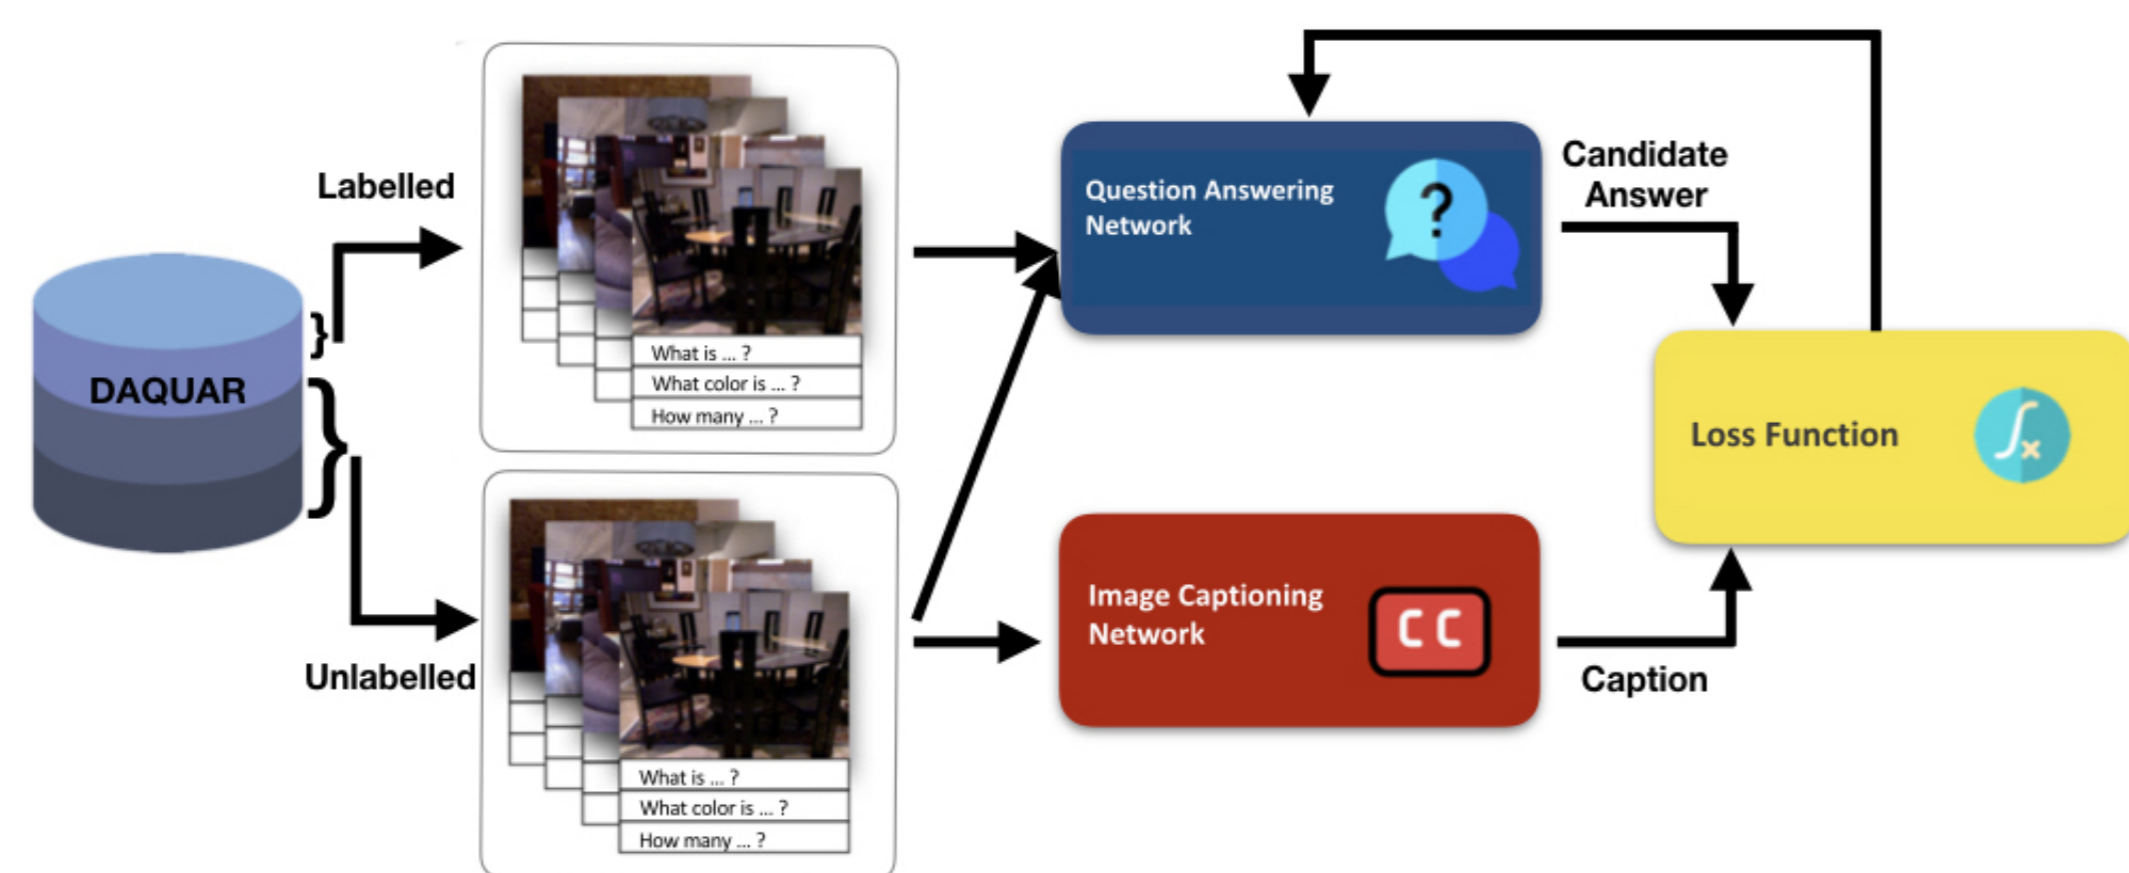 Labelled
DAQUAR
Unlabelled
What is ... ?
What color is ... ?
How many ... ?
What is ... ?
What color is ... ?
How many ... ?
Question Answering
Network
Candidate
Answer
Image Captioning
Network
CC
Caption
Loss Function